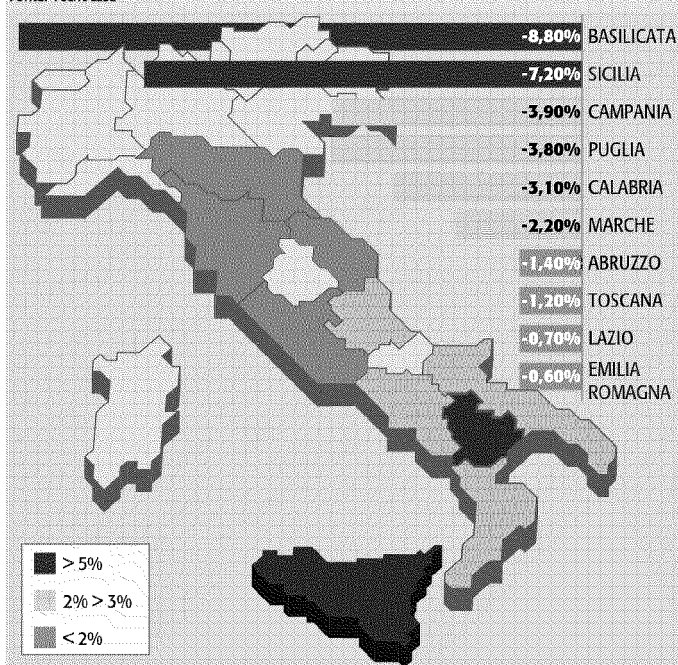 -8,80% BASILICATA
-7,20% SICILIA
-3,90% CAMPANIA
-3,80% PUGLIA
-3,10% CALABRIA
-2,20% MARCHE
-1,40% ABRUZZO
-1,20% TOSCANA
-0,70% LAZIO
-0,60% EMILIA
ROMAGNA
> 5%
2% > 3%
< 2%